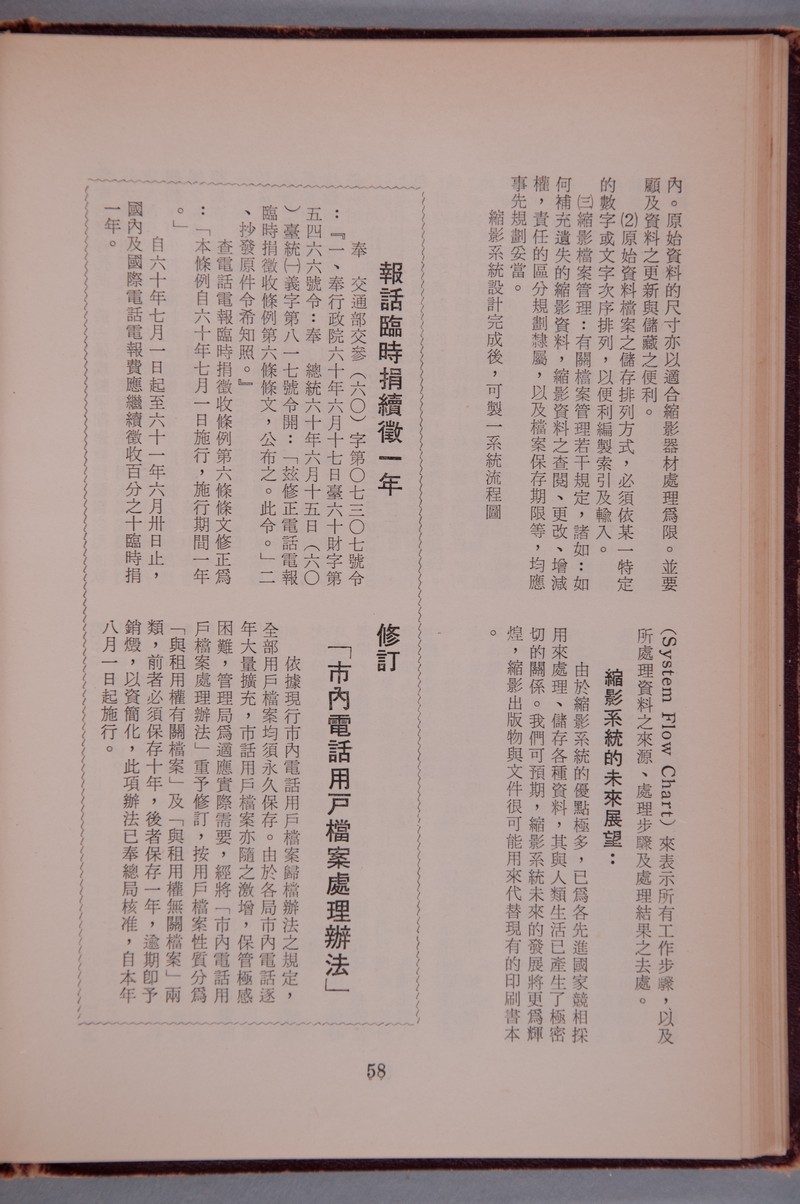 內。原始資料的尺寸亦以適合縮影器材處理爲限。並要
顧及資料之更新與儲藏之便利。
⑵原始資料檔案之儲存排列方式，必須依某一特定
的數字或文字次序排列，以便利編製索引及輸入。
㈢縮影檔案管理：有關檔案管理若干規定，諸如：如
何補充遺失的縮影資料，縮影資料之查閱、更改、增減
權，責任的區分規劃隸屬，以及檔案保存期限等，均應
事先規劃妥當。
縮影系統設計完成後，可製一系統流程圖
(System Flow Chart) 來表示所有工作步驟，以及
所處理資料之來源、處理步驟及處理結果之去處。
縮影系統的未來展望：
由於縮影系統的優點極多，已爲各先進國家競相採
用來處理、儲存各種資料，其與人類生活已產生了極密
切的關係。我們可預期，縮影系統未來的發展將更爲輝
煌，縮影出版物與文件很可能用來代替現有的印刷書本
。
報話臨時捐續徵一年
奉　交通部交參（六〇）字第〇七三〇七號令
：『一、奉行政院六十年六月十七日臺六十財字第
五四六六號令：奉　總統六十年六月十五日（六〇
）臺統㈠義字第八一七號令開：「茲修正電話電報
臨時捐徵收條例第六條條文，公布之。此令。」二
、抄發原件令希知照。』
查電話電報臨時捐徵收條例第六條條文修正爲
：「本條例自六十年七月一日施行，施行期間一年
。」
自六十年七月一日起至六十一年六月卅日止，
國內及國際電話電報費應繼續徵收百分之十臨時捐
一年。
修訂
「市內電話用戶檔案處理辦法」
依據現行市內電話用戶檔案歸檔辦法之規定，
全部用戶檔案均須永久保存。由於各局市內電話逐
年大量擴充，市話用戶檔案亦隨之激增，保管極感
困難，管理局爲適應實際需要，經將「市內電話用
戶檔案處理辦法」重予修訂，按用戶檔案性質分爲
「與租用權有關檔案」及「與租用權無關檔案」兩
類，前者必須保存十年，後者保存一年，逾期卽予
銷燬，以資簡化，此項辦法已奉總局核准，自本年
八月一日起施行。
58